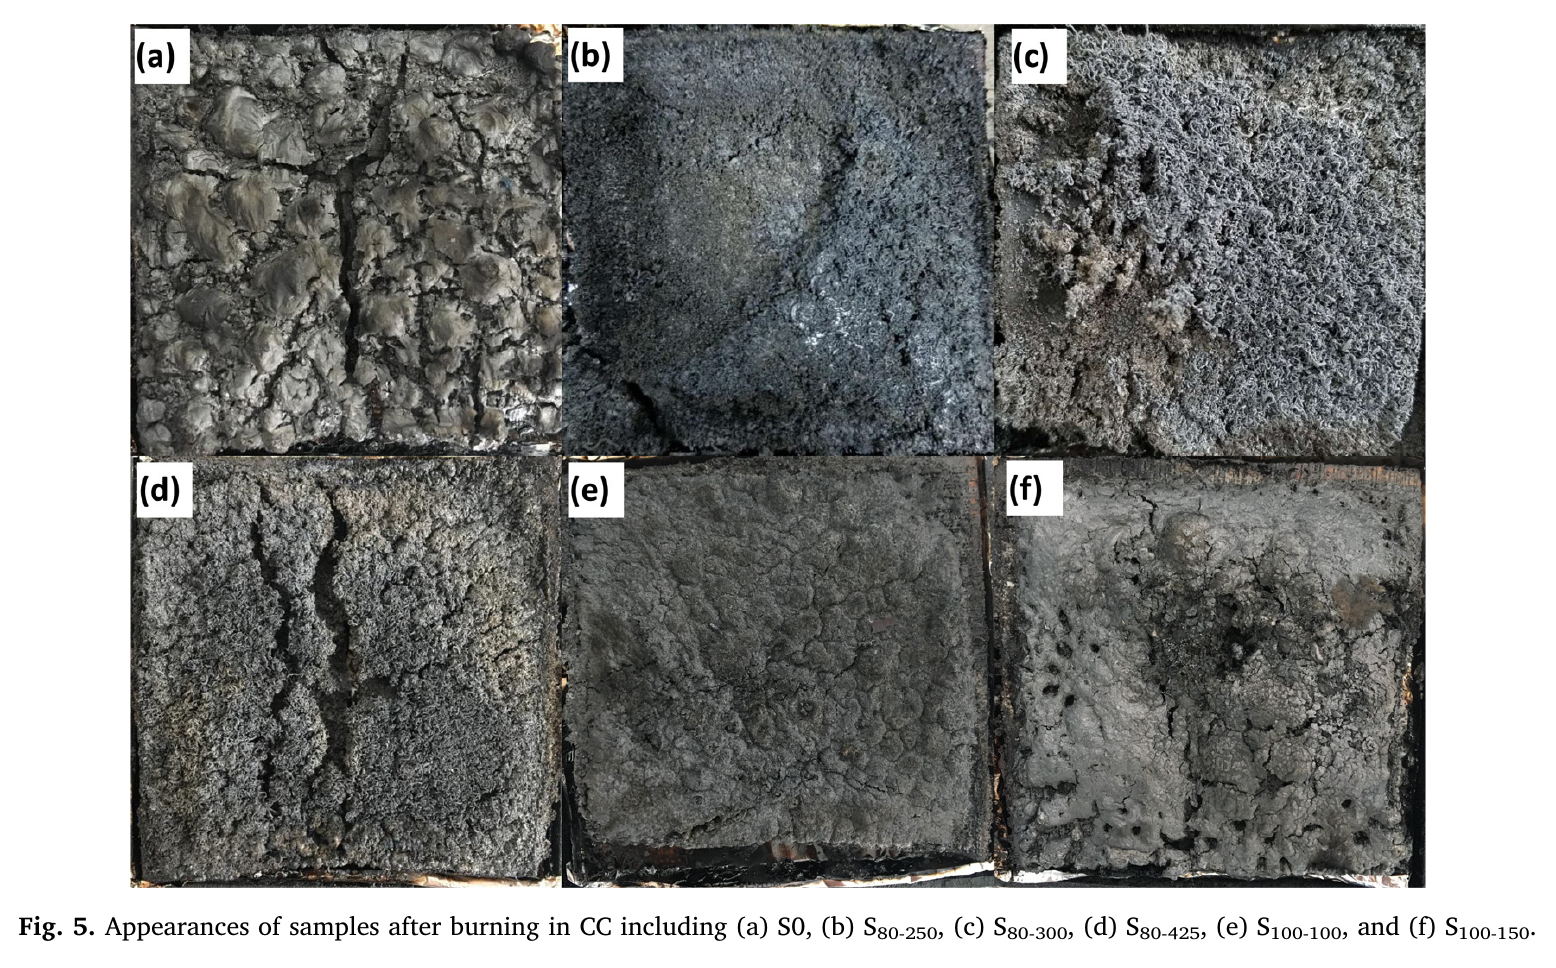 (a) (b) (c)
(d) (e) (f)
Fig. 5. Appearances of samples after burning in CC including (a) S0, (b) S80-250, (c) S80-300, (d) S80-425, (e) S100-100, and (f) S100-150.